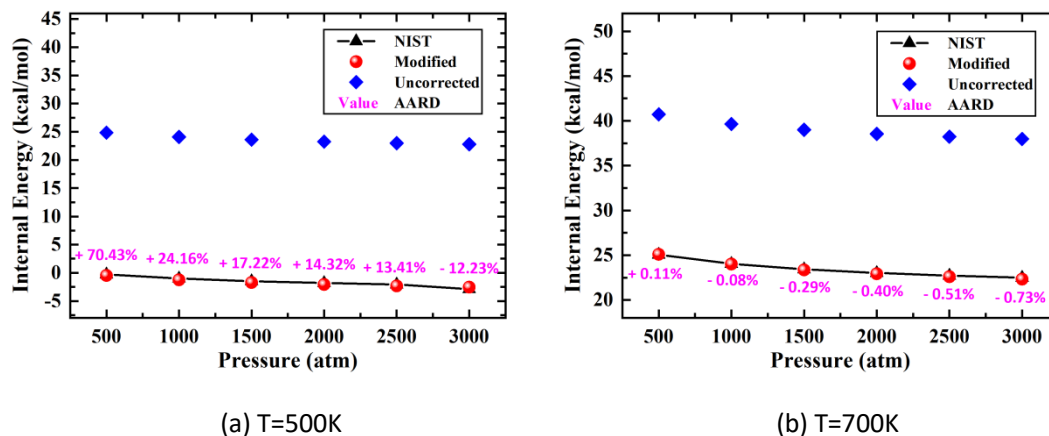 Internal Energy (kcal/mol)
45
40
35
30
25
20
15
10
5
0
-5
NIST
Modified
Uncorrected
Value AARD
+ 70.43% + 24.16% + 17.22% + 14.32% + 13.41% - 12.23%
500 1000 1500 2000 2500 3000
Pressure (atm)
(a) T=500K
Internal Energy (kcal/mol)
50
45
40
35
30
25
20
NIST
Modified
Uncorrected
Value AARD
+ 0.11% - 0.08% - 0.29% - 0.40% - 0.51% - 0.73%
500 1000 1500 2000 2500 3000
Pressure (atm)
(b) T=700K